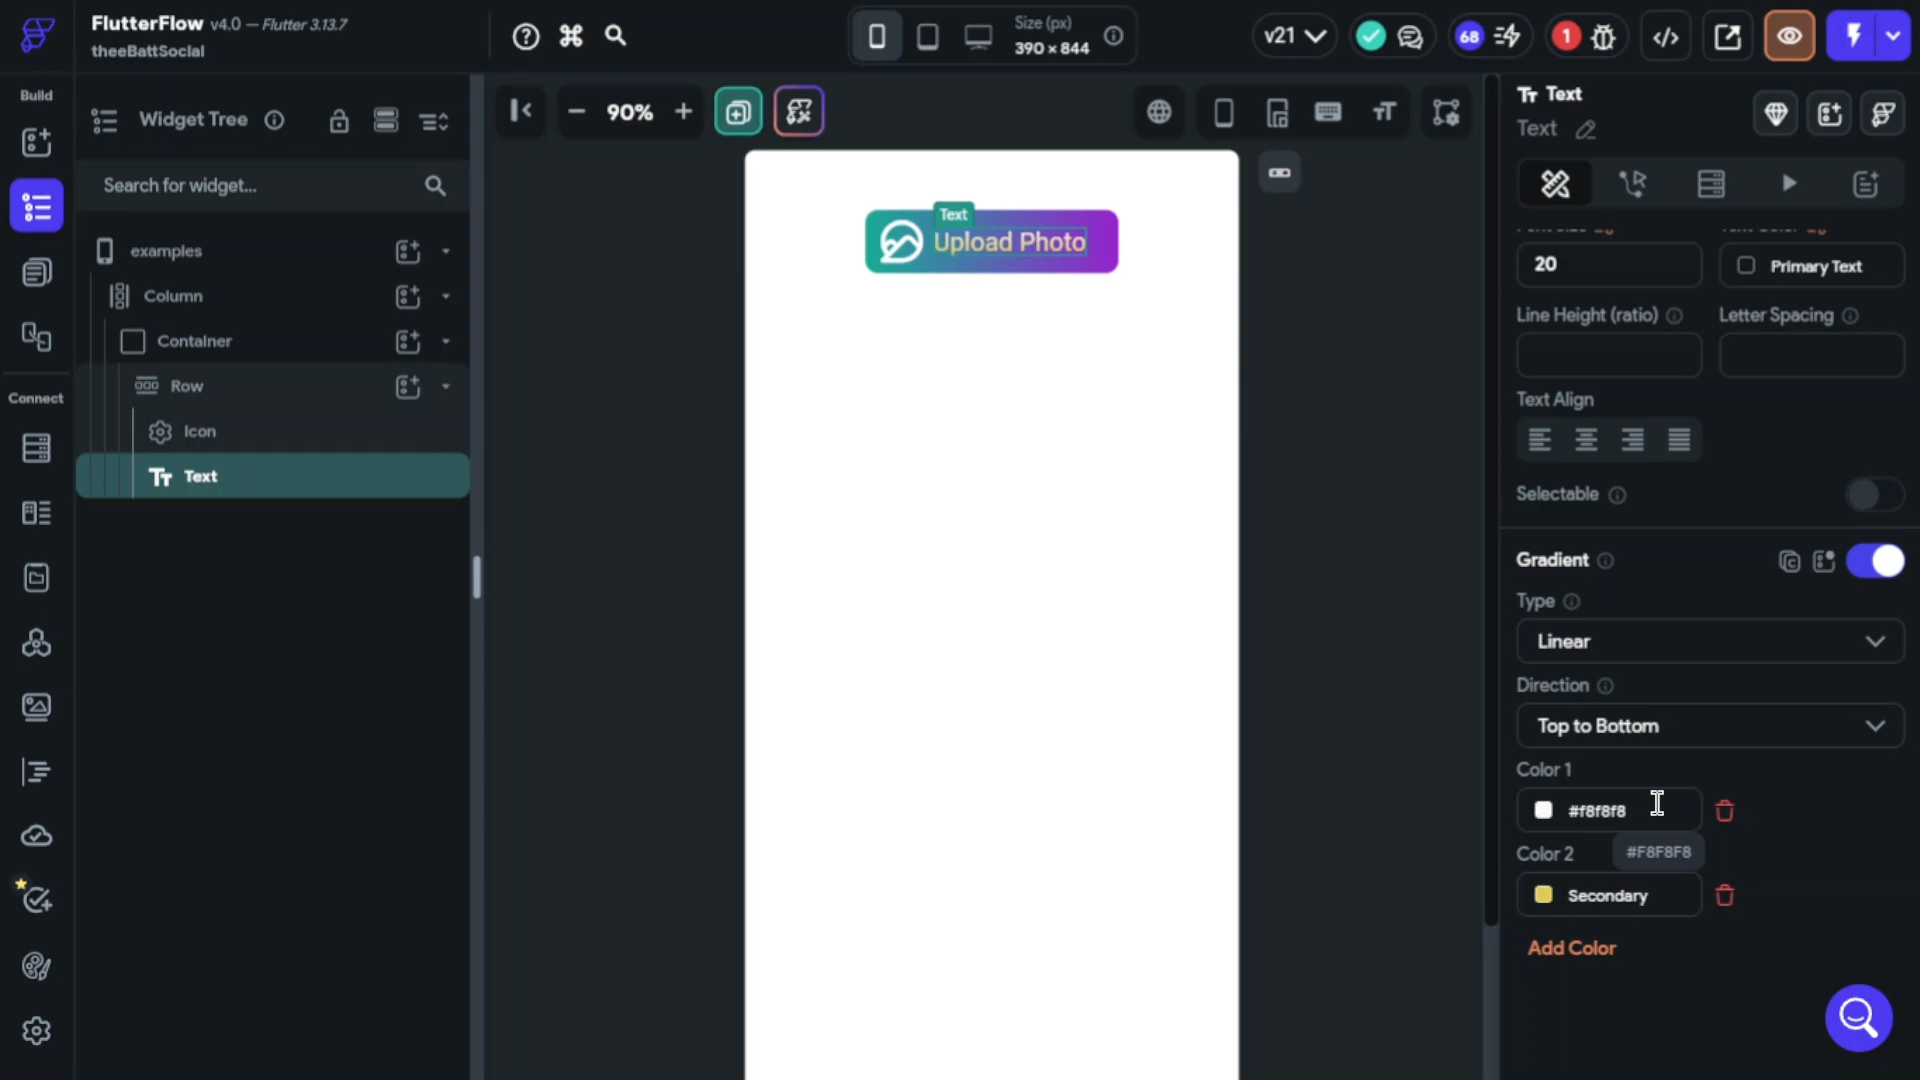 FlutterFlow v4.0 — Flutter 3.13.7
theeBattSocial
Size (px)
390 × 844
v21
68
1
Build
Connect
Widget Tree
Search for widget...
examples
Column
Container
Row
Icon
Tт Text
90%
Text
Upload Photo
Tт Text
Text
20
Primary Text
Line Height (ratio)
Letter Spacing
Text Align
Selectable
Gradient
Type
Linear
Direction
Top to Bottom
Color 1
#f8f8f8
Color 2
#F8F8F8
Secondary
Add Color